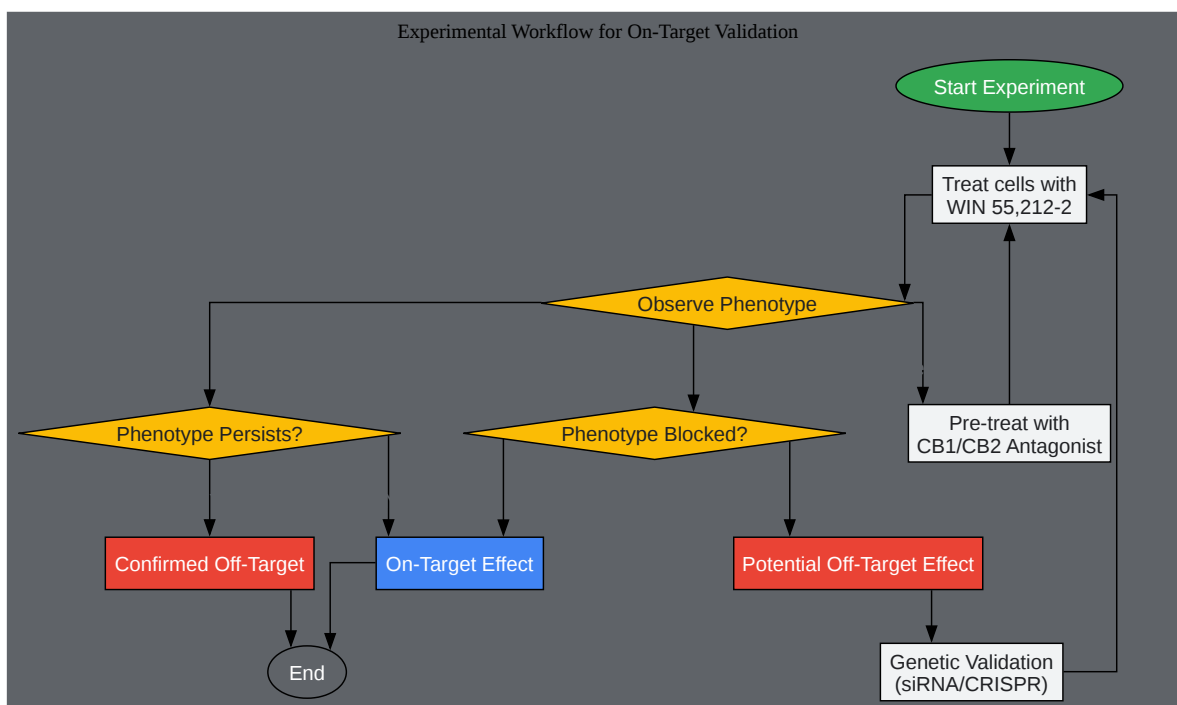 Experimental Workflow for On-Target Validation
Start Experiment
Treat cells with
WIN 55,212-2
Observe Phenotype
Phenotype Persists?
Phenotype Blocked?
Pre-treat with
CB1/CB2 Antagonist
Confirmed Off-Target
On-Target Effect
Potential Off-Target Effect
End
Genetic Validation
(siRNA/CRISPR)